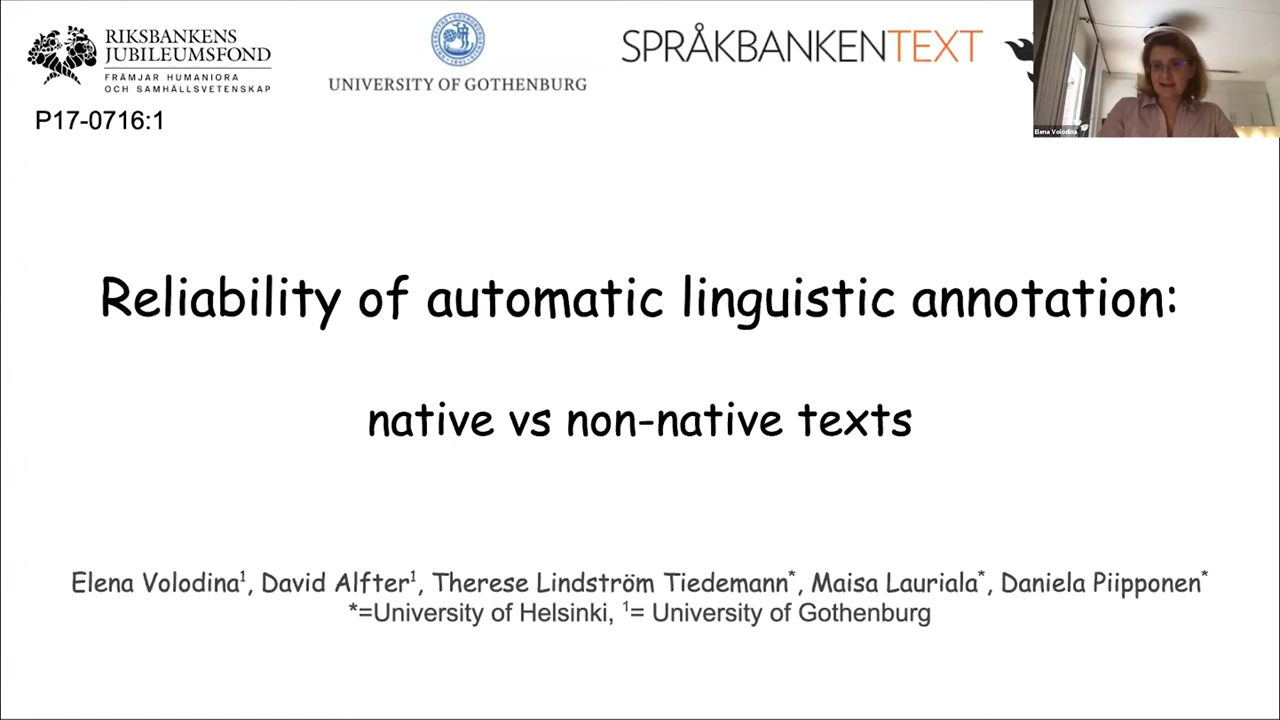 RIKSBANKENS
JUBILEUMSFOND
FRÄMJAR HUMANIORA
OCH SAMHÄLLSVETENSKAP
P17-0716:1
UNIVERSITY OF GOTHENBURG
SPRÅKBANKENTEXT
Elena Volodina
Reliability of automatic linguistic annotation:
native vs non-native texts
Elena Volodina¹, David Alfter¹, Therese Lindström Tiedemann*, Maisa Lauriala*, Daniela Piipponen*
*=University of Helsinki, ¹= University of Gothenburg